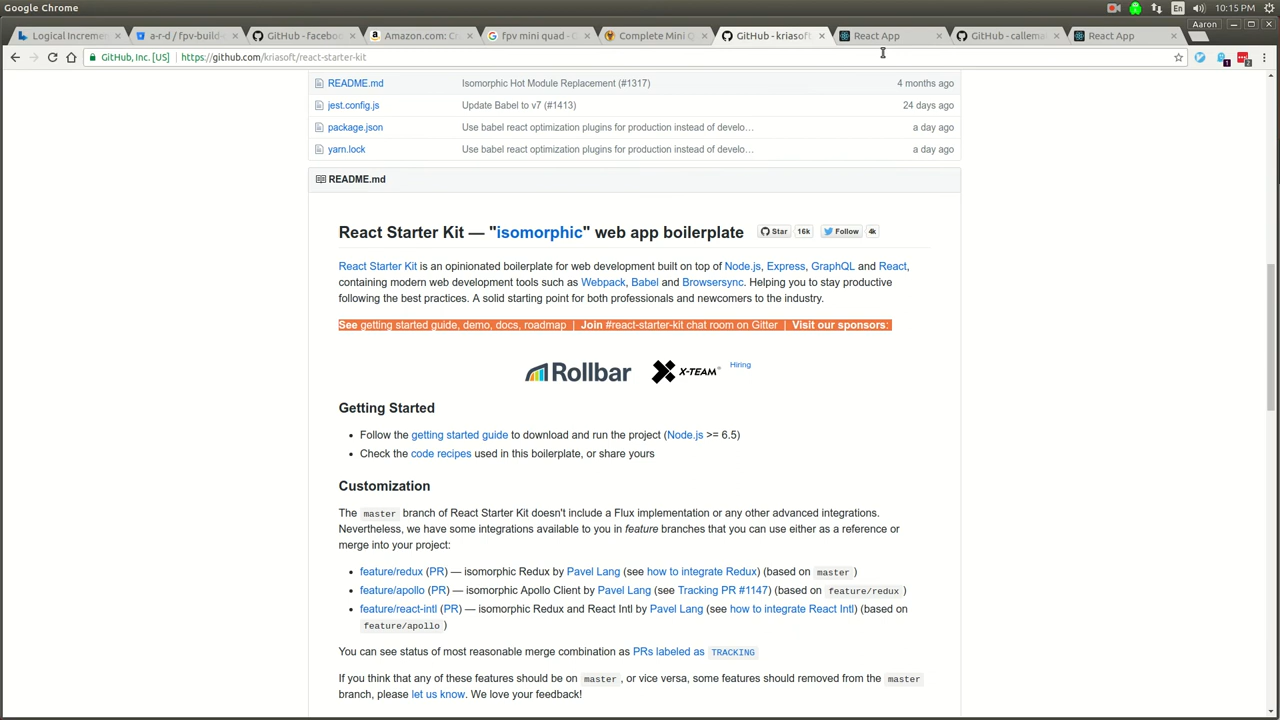 Google Chrome
En
10:15 PM
Aaron
Logical Increme
a-r-d / fpv-build-
GitHub - faceboo
Amazon.com: C
fpv mini quad - G
Complete Mini Q
GitHub - kriasoft
React App
GitHub - callema
React App
GitHub, Inc. [US]
https://github.com/kriasoft/react-starter-kit
1
2
README.md Isomorphic Hot Module Replacement (#1317) 4 months ago
jest.config.js Update Babel to v7 (#1413) 24 days ago
package.json Use babel react optimization plugins for production instead of develo… a day ago
yarn.lock Use babel react optimization plugins for production instead of develo… a day ago
README.md
React Starter Kit — "isomorphic" web app boilerplate Star 16k Follow 4k
React Starter Kit is an opinionated boilerplate for web development built on top of Node.js, Express, GraphQL and React,
containing modern web development tools such as Webpack, Babel and Browsersync. Helping you to stay productive
following the best practices. A solid starting point for both professionals and newcomers to the industry.
See getting started guide, demo, docs, roadmap | Join #react-starter-kit chat room on Gitter | Visit our sponsors:
Rollbar X-TEAM® Hiring
Getting Started
• Follow the getting started guide to download and run the project (Node.js >= 6.5)
• Check the code recipes used in this boilerplate, or share yours
Customization
The master branch of React Starter Kit doesn't include a Flux implementation or any other advanced integrations.
Nevertheless, we have some integrations available to you in feature branches that you can use either as a reference or
merge into your project:
• feature/redux (PR) — isomorphic Redux by Pavel Lang (see how to integrate Redux) (based on master )
• feature/apollo (PR) — isomorphic Apollo Client by Pavel Lang (see Tracking PR #1147) (based on feature/redux )
• feature/react-intl (PR) — isomorphic Redux and React Intl by Pavel Lang (see how to integrate React Intl) (based on
feature/apollo )
You can see status of most reasonable merge combination as PRs labeled as TRACKING
If you think that any of these features should be on master , or vice versa, some features should removed from the master
branch, please let us know. We love your feedback!